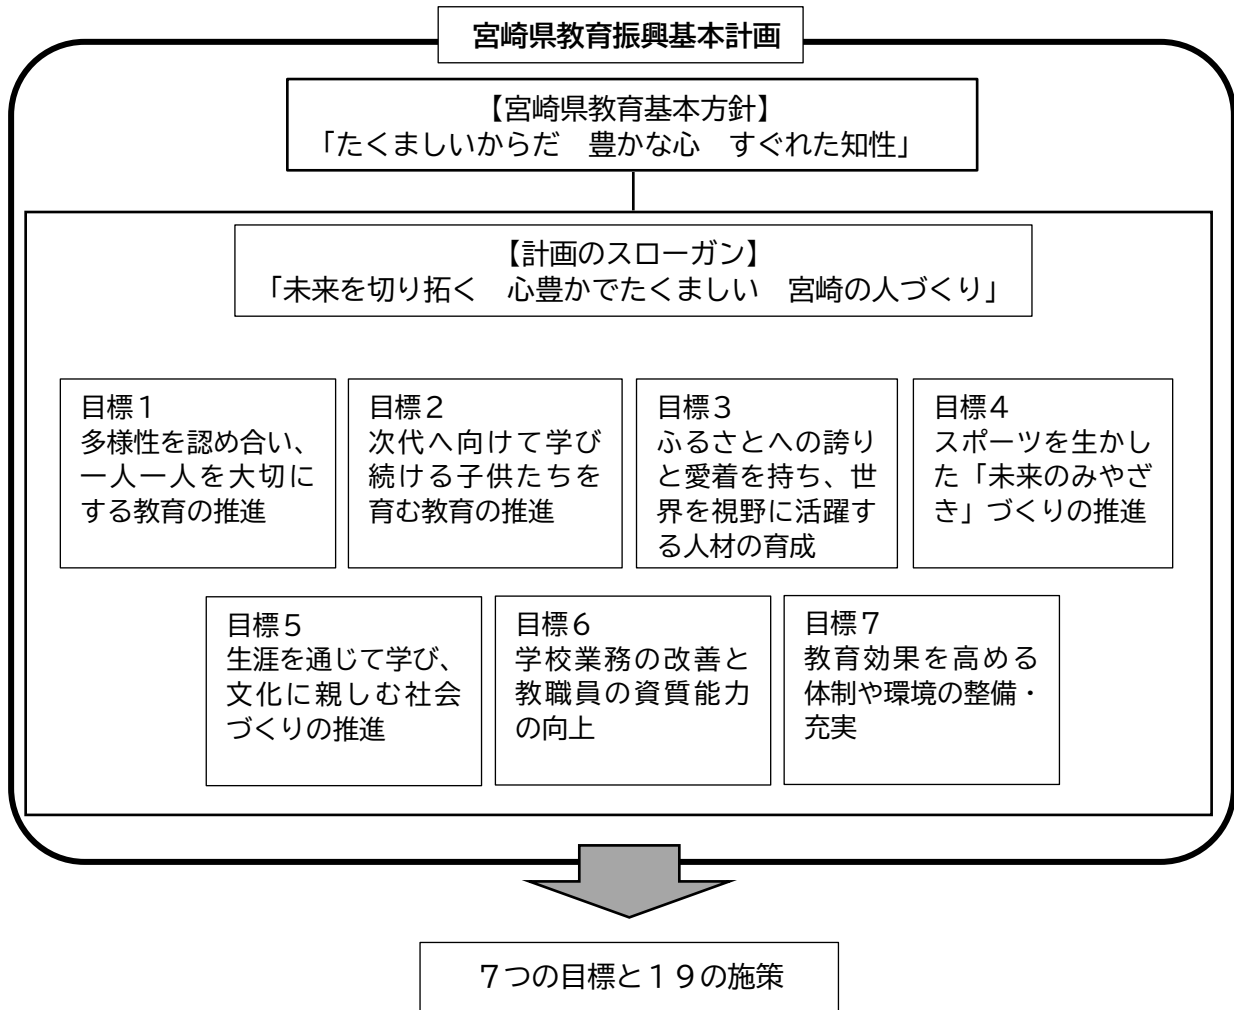 宮崎県教育振興基本計画
【宮崎県教育基本方針】
「たくましいからだ　豊かな心　すぐれた知性」
【計画のスローガン】
「未来を切り拓く　心豊かでたくましい　宮崎の人づくり」
目標１
多様性を認め合い、
一人一人を大切に
する教育の推進
目標２
次代へ向けて学び
続ける子供たちを
育む教育の推進
目標３
ふるさとへの誇り
と愛着を持ち、世
界を視野に活躍す
る人材の育成
目標４
スポーツを生かし
た「未来のみやざ
き」づくりの推進
目標５
生涯を通じて学び、
文化に親しむ社会
づくりの推進
目標６
学校業務の改善と
教職員の資質能力
の向上
目標７
教育効果を高める
体制や環境の整備・
充実
７つの目標と１９の施策